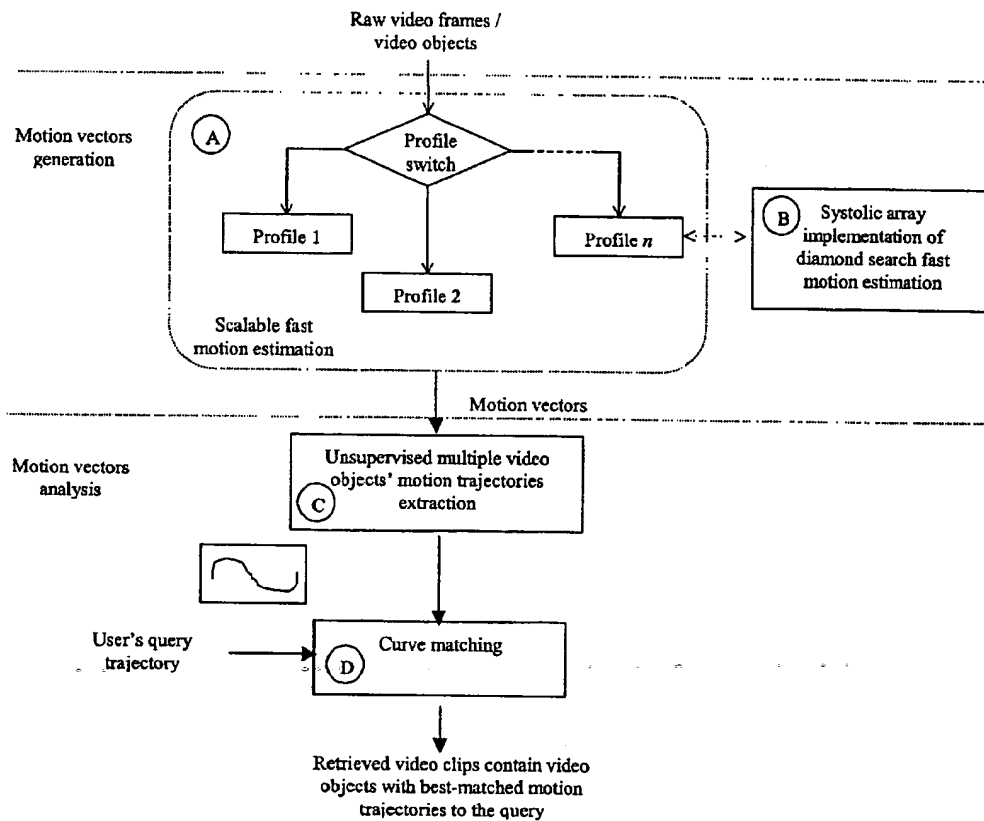 Raw video frames /
video objects
Motion vectors
generation
A
Profile
switch
Profile 1
Profile n
Profile 2
B
Systolic array
implementation of
diamond search fast
motion estimation
Scalable fast
motion estimation
Motion vectors
Motion vectors
analysis
Unsupervised multiple video
objects' motion trajectories
extraction
C
User's query
trajectory
Curve matching
D
Retrieved video clips contain video
objects with best-matched motion
trajectories to the query